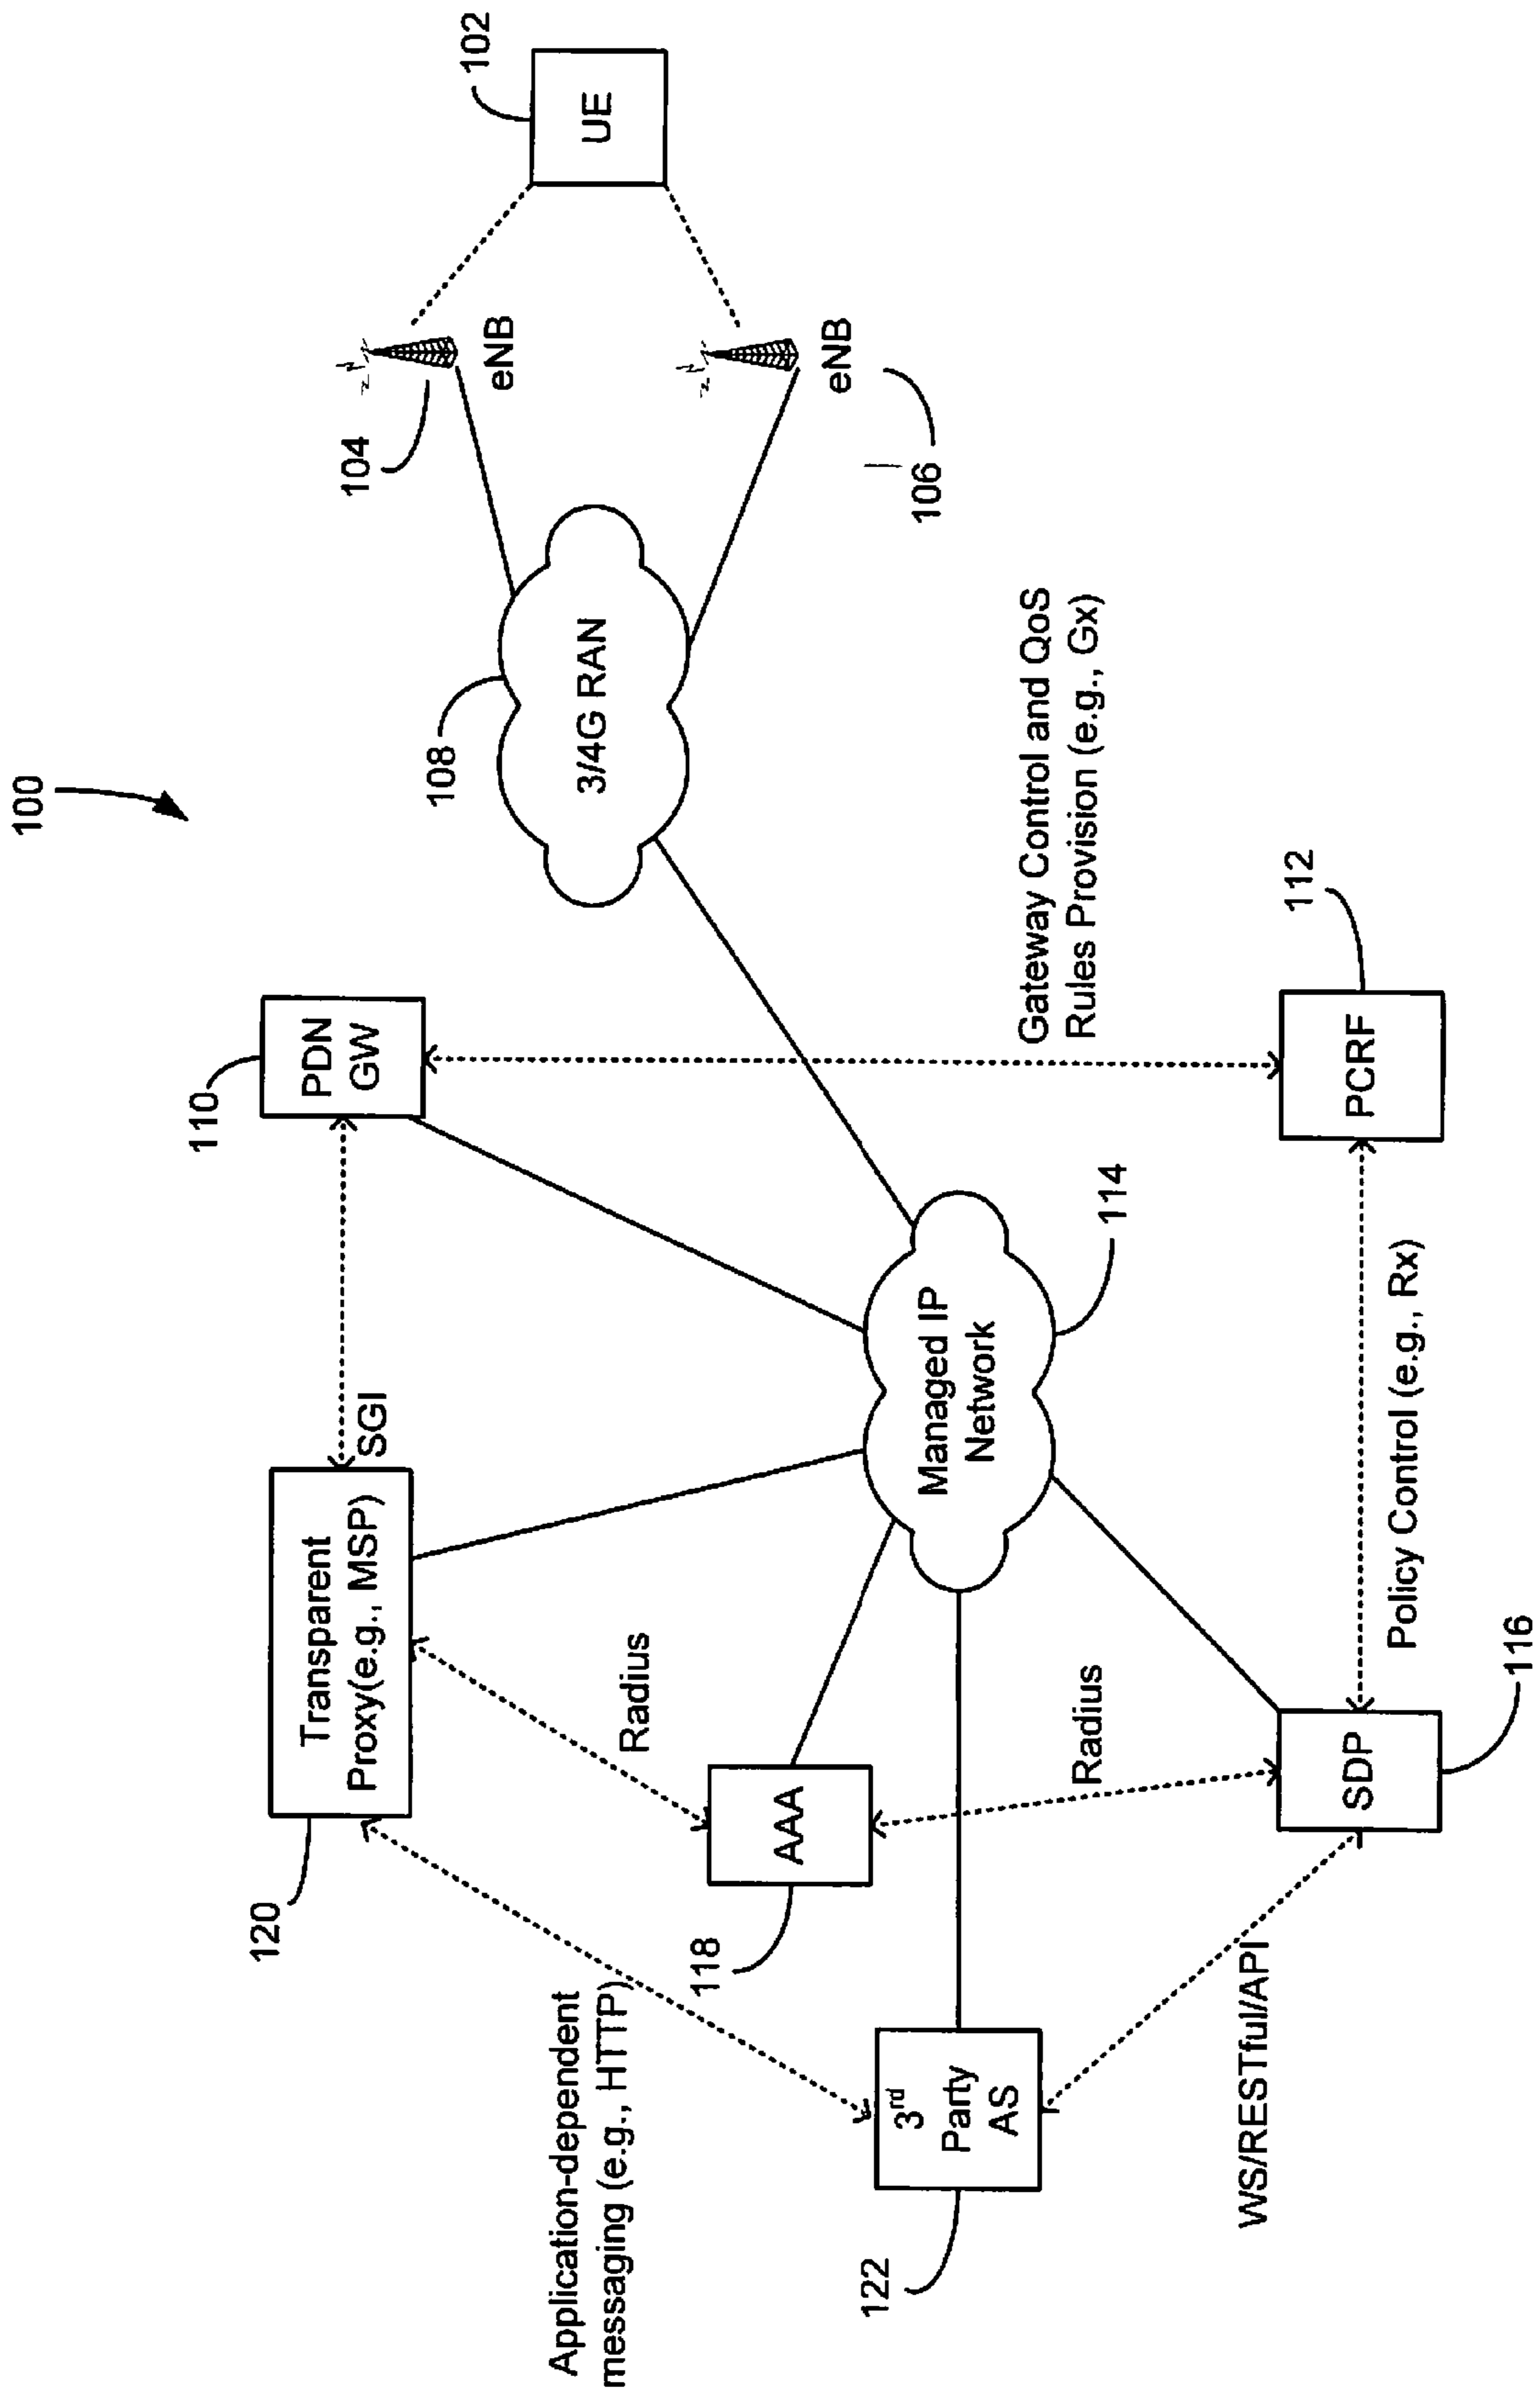 100
120
Transparent
Proxy(e.g., MSP)
SGI
110
PDN
GW
104
eNB
102
UE
108
3/4G RAN
eNB
106
Application-dependent
messaging (e.g., HTTP)
Radius
118
AAA
122
3rd
Party
AS
Managed IP
Network
114
Gateway Control and QoS
Rules Provision (e.g., Gx)
Radius
WS/RESTful/API
SDP
116
Policy Control (e.g., Rx)
PCRF
112